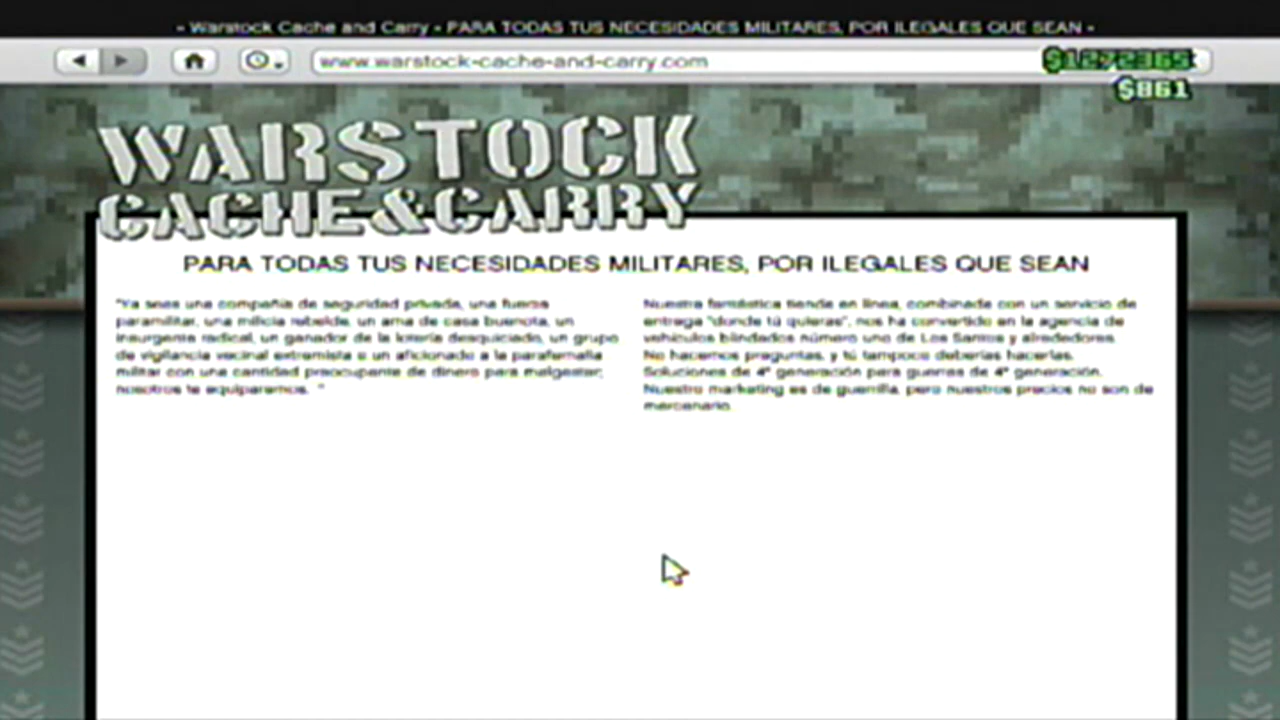 - Warstock Cache and Carry - PARA TODAS TUS NECESIDADES MILITARES, POR ILEGALES QUE SEAN -
www.warstock-cache-and-carry.com
$1272365
$861
WARSTOCK
CACHE&CARRY
PARA TODAS TUS NECESIDADES MILITARES, POR ILEGALES QUE SEAN
"Ya seas una compañía de seguridad privada, una fuerza
paramilitar, una milicia rebelde, un ama de casa buenota, un
insurgente radical, un ganador de la lotería desquiciado, un grupo
de vigilancia vecinal extremista o un aficionado a la parafernalia
militar con una cantidad preocupante de dinero para malgastar,
nosotros te equiparemos. "
Nuestra fantástica tienda en línea, combinada con un servicio de
entrega "donde tú quieras", nos ha convertido en la agencia de
vehículos blindados número uno de Los Santos y alrededores.
No hacemos preguntas, y tú tampoco deberías hacerlas.
Soluciones de 4ª generación para guerras de 4ª generación.
Nuestro marketing es de guerrilla, pero nuestros precios no son de
mercenario.